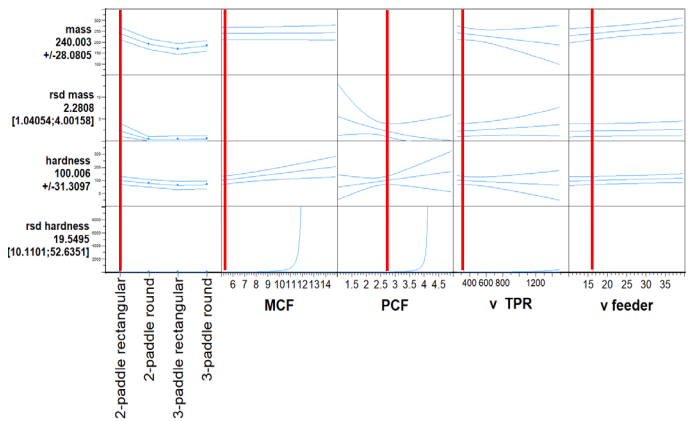 mass
240.003
+/-28.0805
rsd mass
2.2808
[1.04054;4.00158]
hardness
100.006
+/-31.3097
rsd hardness
19.5495
[10.1101;52.6351]
2-paddle rectangular
2-paddle round
3-paddle rectangular
3-paddle round
6 7 8 9 10 11 12 13 14
MCF
1.5 2 2.5 3 3.5 4 4.5
PCF
400 600 800 1200
v TPR
15 20 25 30 35
v feeder